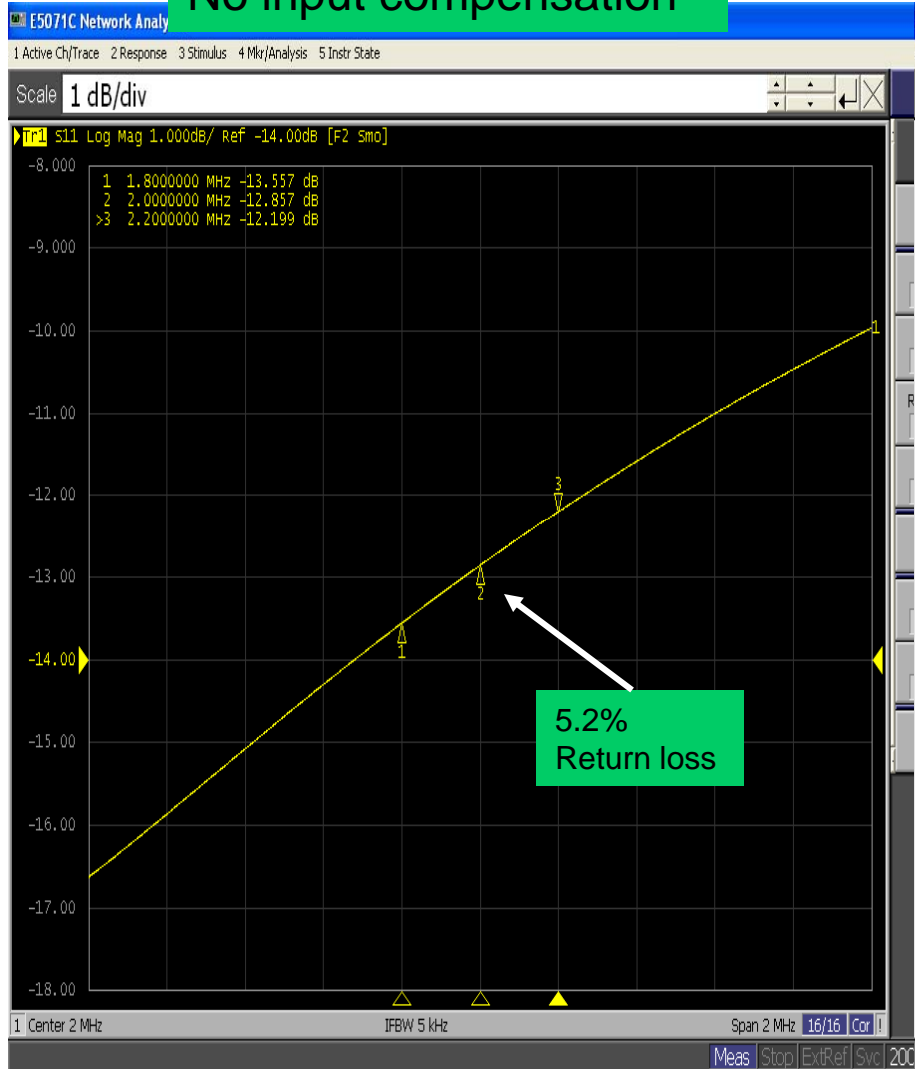 No input compensation
E5071C Network Analy
1 Active Ch/Trace 2 Response 3 Stimulus 4 Mkr/Analysis 5 Instr State
Scale 1 dB/div
Tr1 S11 Log Mag 1.000dB/ Ref -14.00dB [F2 Smo]
-8.000
1 1.8000000 MHz -13.557 dB
2 2.0000000 MHz -12.857 dB
>3 2.2000000 MHz -12.199 dB
-9.000
-10.00
1
-11.00
R
-12.00
3
-13.00
2
1
-14.00
5.2%
Return loss
-15.00
-16.00
-17.00
-18.00
1 Center 2 MHz IFBW 5 kHz Span 2 MHz 16/16 Cor !
Meas Stop ExtRef Svc 200